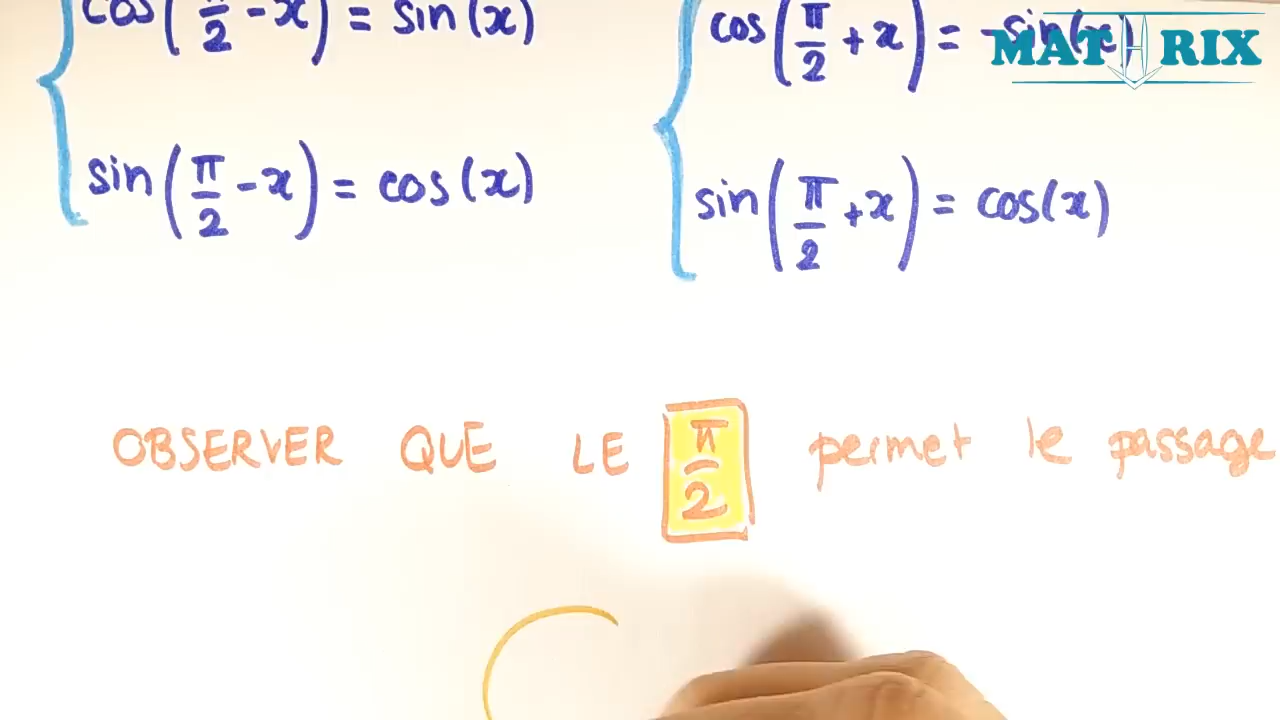 cos(π/2 - x) = sin(x)
sin(π/2 - x) = cos(x)
cos(π/2 + x) = -sin(x)
sin(π/2 + x) = cos(x)
MATHRIX
OBSERVER QUE LE π/2 permet le passage